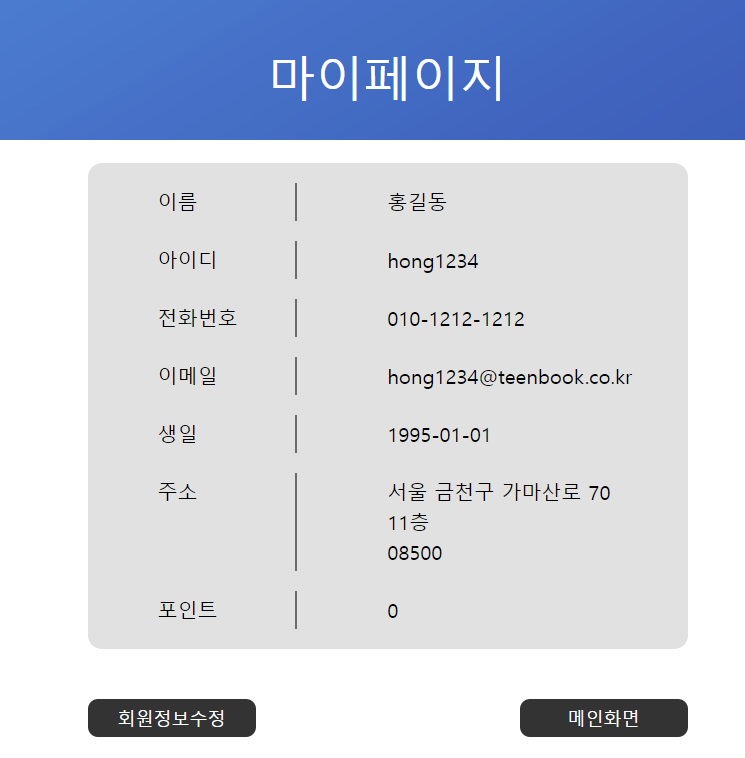 마이페이지
이름 홍길동
아이디 hong1234
전화번호 010-1212-1212
이메일 hong1234@teenbook.co.kr
생일 1995-01-01
주소 서울 금천구 가마산로 70
11층
08500
포인트 0
회원정보수정 메인화면